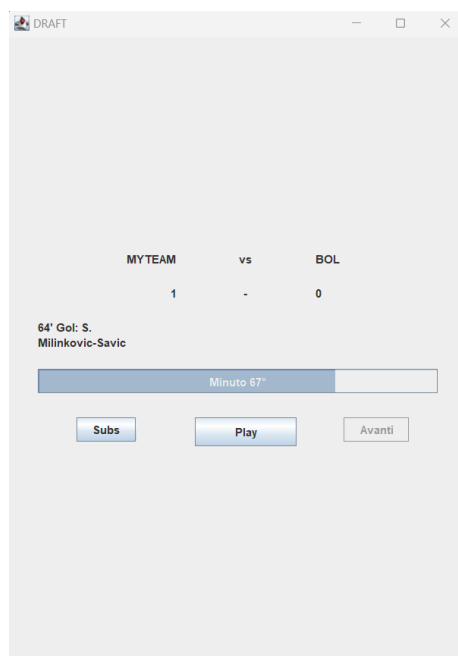 DRAFT
MYTEAM vs BOL
1 - 0
64' Gol: S.
Milinkovic-Savic
Minuto 67°
Subs Play Avanti